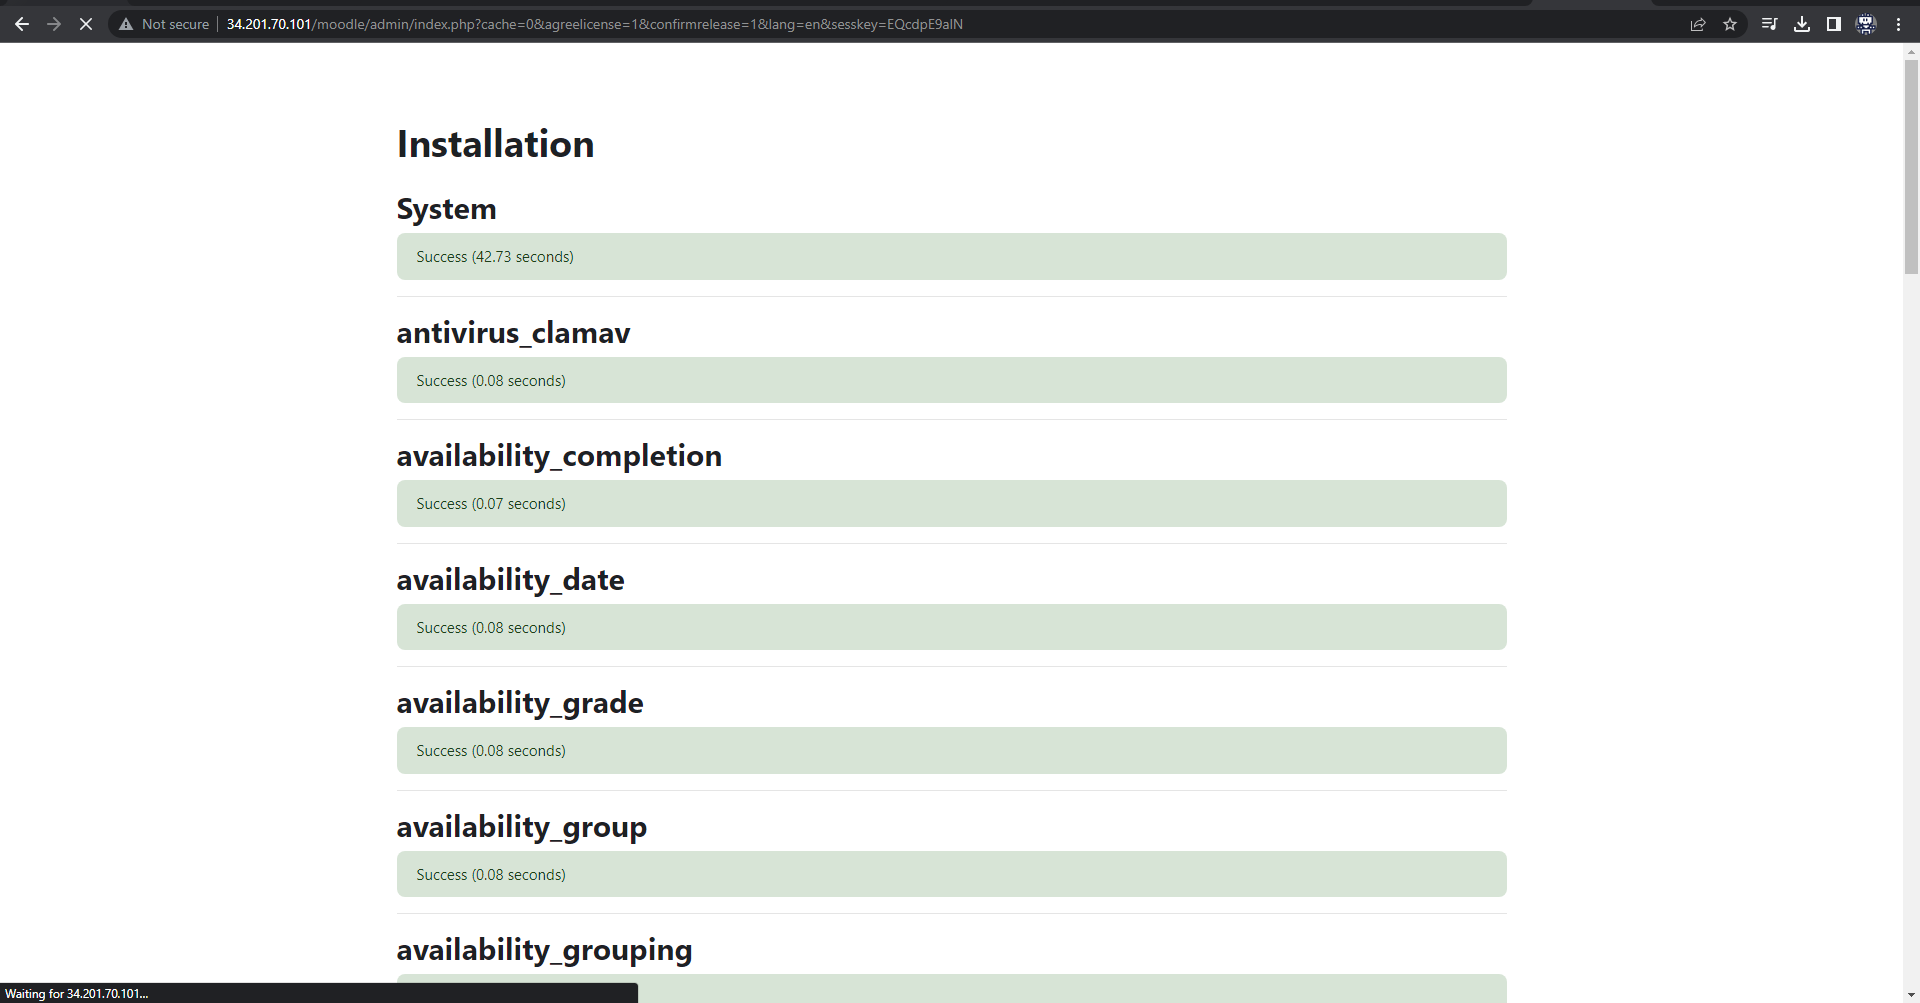 Not secure 34.201.70.101/moodle/admin/index.php?cache=0&agreelicense=1&confirmrelease=1&lang=en&sesskey=EQcdpE9alN
Installation
System
Success (42.73 seconds)
antivirus_clamav
Success (0.08 seconds)
availability_completion
Success (0.07 seconds)
availability_date
Success (0.08 seconds)
availability_grade
Success (0.08 seconds)
availability_group
Success (0.08 seconds)
availability_grouping
Waiting for 34.201.70.101...